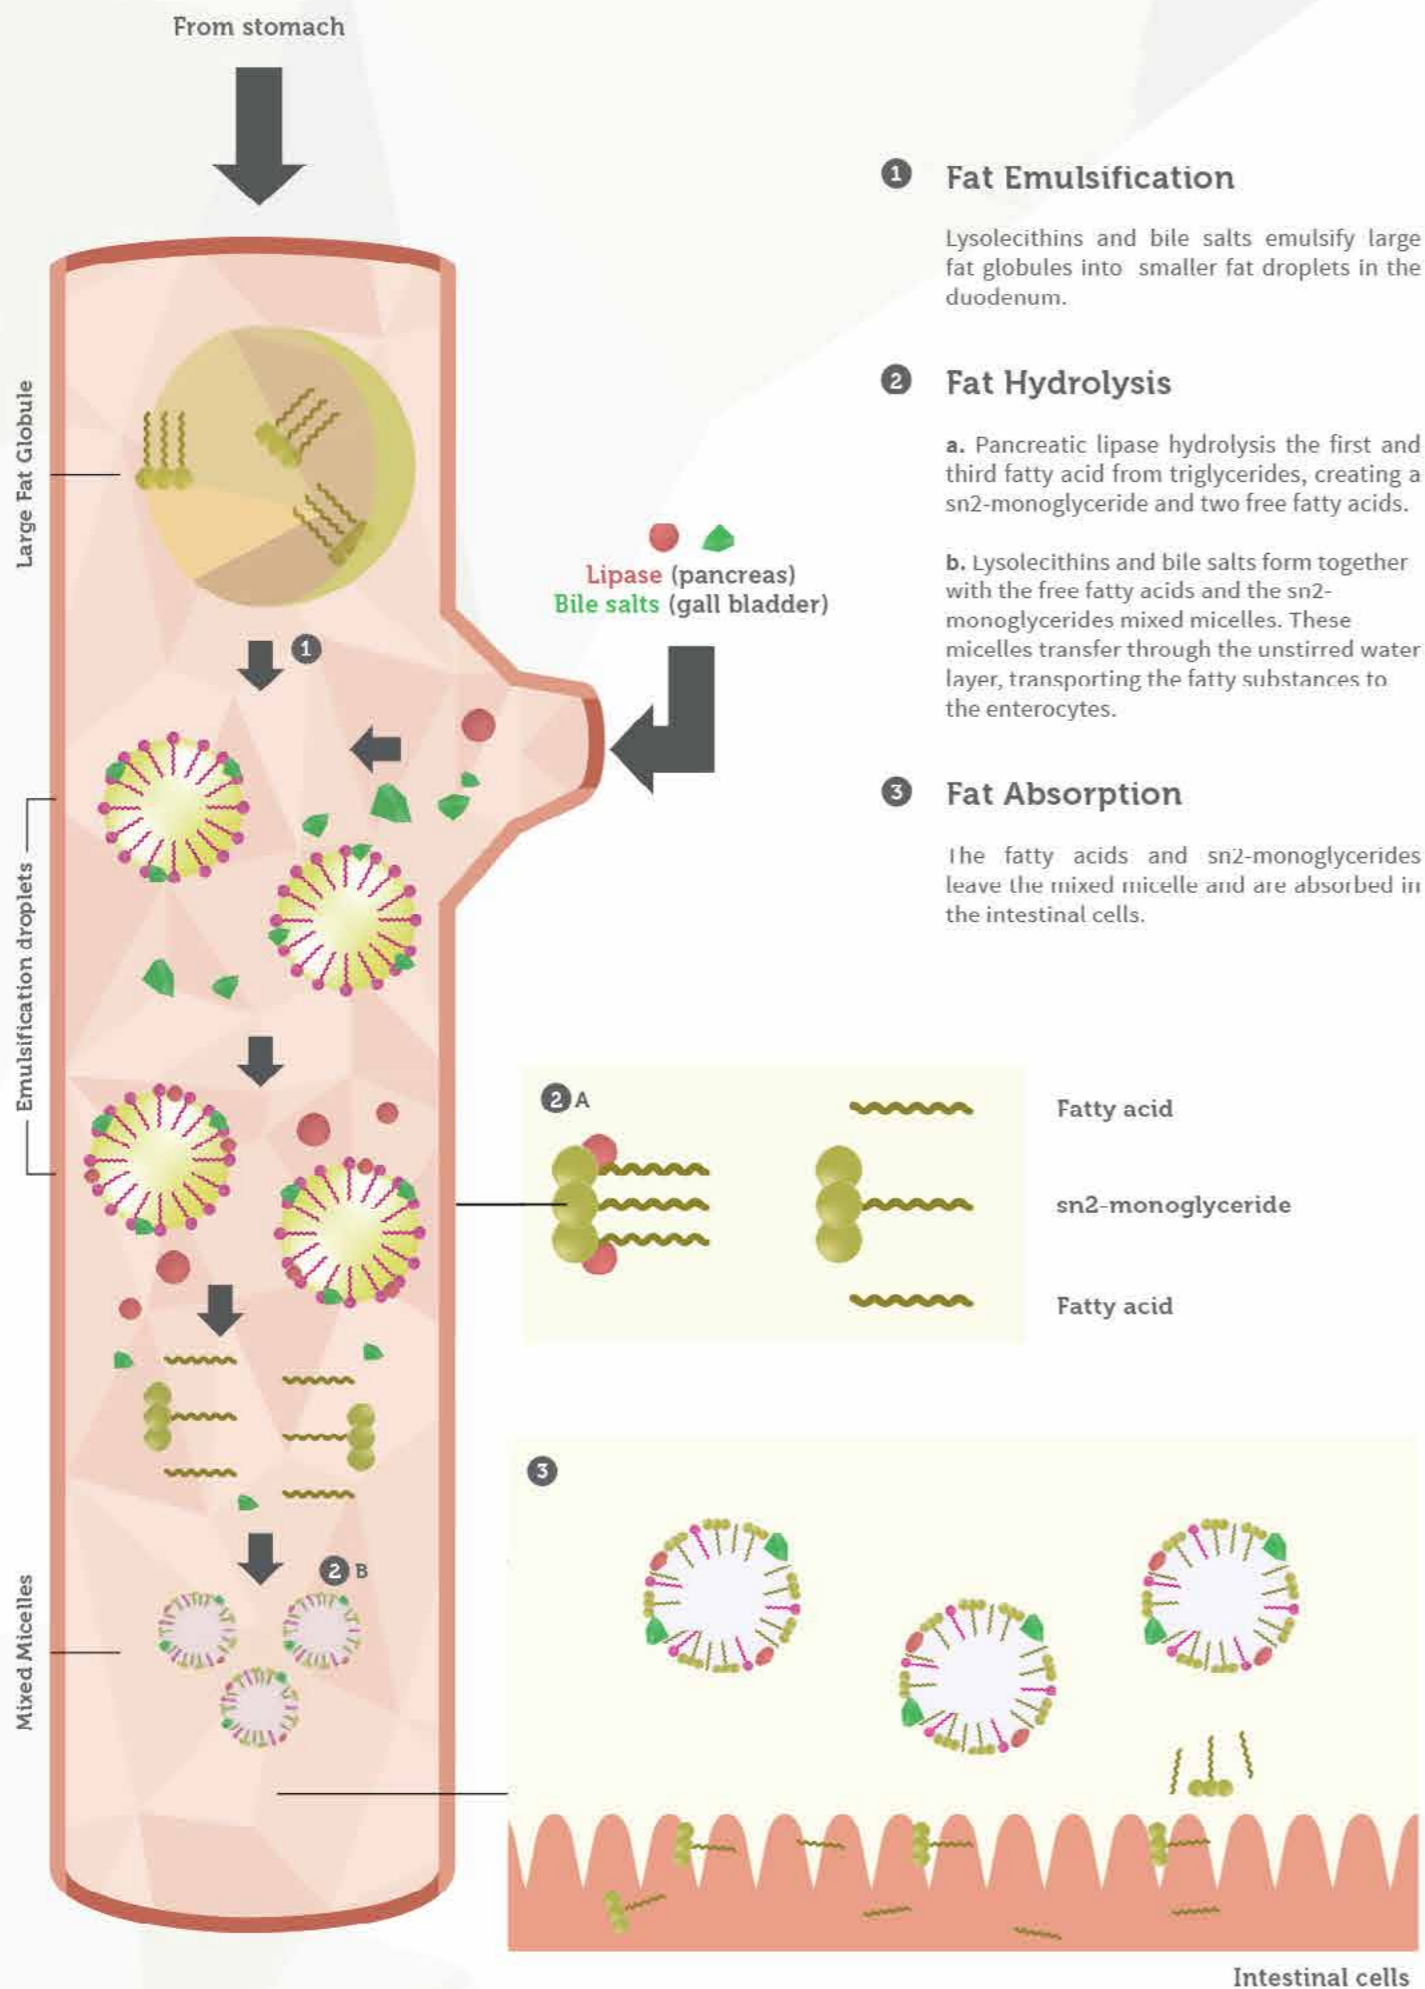 From stomach
Large Fat Globule
1
Lipase (pancreas)
Bile salts (gall bladder)
Emulsification droplets
2 B
Mixed Micelles
1 Fat Emulsification
Lysolecithins and bile salts emulsify large
fat globules into smaller fat droplets in the
duodenum.
2 Fat Hydrolysis
a. Pancreatic lipase hydrolysis the first and
third fatty acid from triglycerides, creating a
sn2-monoglyceride and two free fatty acids.
b. Lysolecithins and bile salts form together
with the free fatty acids and the sn2-
monoglycerides mixed micelles. These
micelles transfer through the unstirred water
layer, transporting the fatty substances to
the enterocytes.
3 Fat Absorption
The fatty acids and sn2-monoglycerides
leave the mixed micelle and are absorbed in
the intestinal cells.
2 A
Fatty acid
sn2-monoglyceride
Fatty acid
3
Intestinal cells